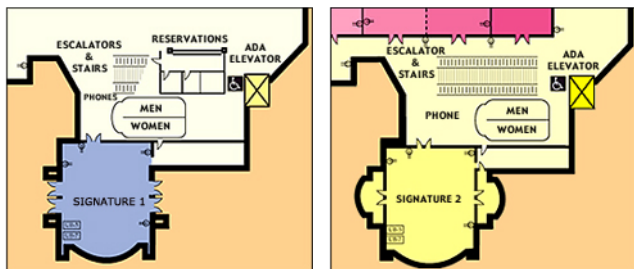 RESERVATIONS
ESCALATORS
&
STAIRS
ADA
ELEVATOR
PHONES
MEN
WOMEN
SIGNATURE 1
ESCALATOR
&
STAIRS
ADA
ELEVATOR
PHONE
MEN
WOMEN
SIGNATURE 2